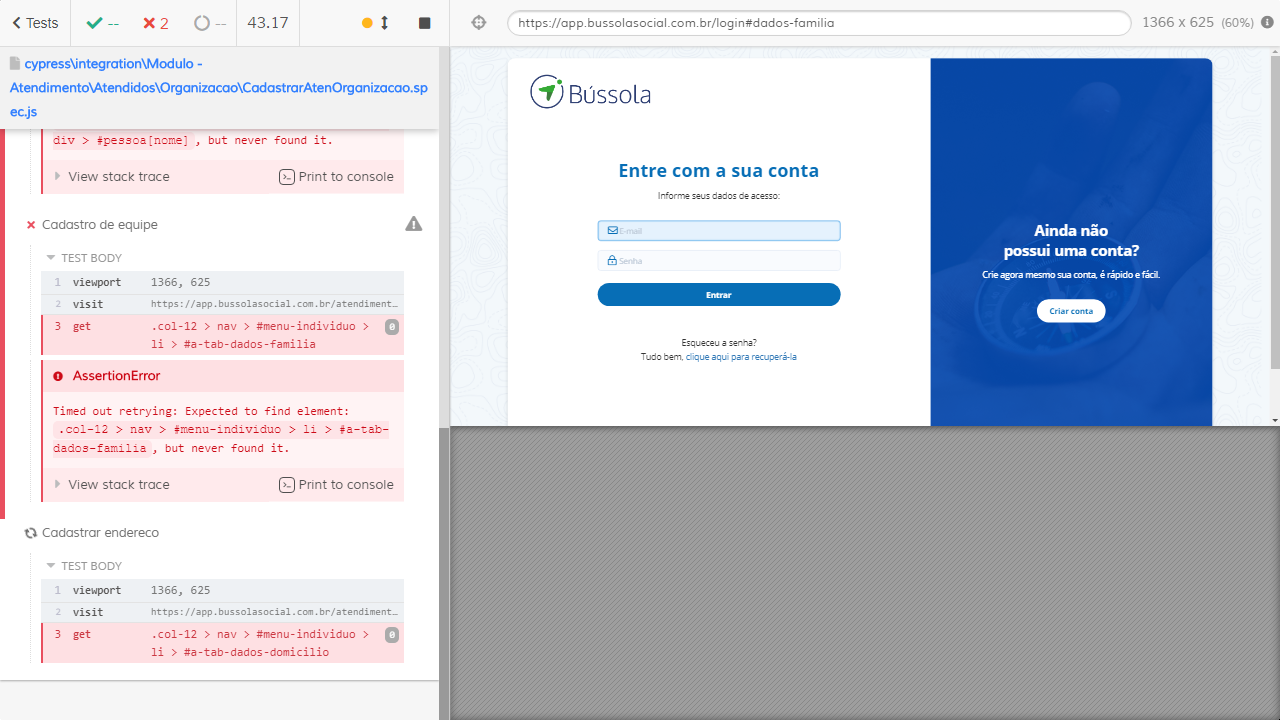 Tests
--
2
--
43.17
https://app.bussolasocial.com.br/login#dados-familia
1366 x 625 (60%)
cypress\integration\Modulo -
Atendimento\Atendidos\Organizacao\CadastrarAtenOrganizacao.sp
ec.js
div > #pessoa[nome] , but never found it.
View stack trace
Print to console
Cadastro de equipe
TEST BODY
1 viewport 1366, 625
2 visit https://app.bussolasocial.com.br/atendiment…
3 get .col-12 > nav > #menu-individuo > 0
li > #a-tab-dados-familia
AssertionError
Timed out retrying: Expected to find element:
.col-12 > nav > #menu-individuo > li > #a-tab-
dados-familia , but never found it.
View stack trace
Print to console
Cadastrar endereco
TEST BODY
1 viewport 1366, 625
2 visit https://app.bussolasocial.com.br/atendiment…
3 get .col-12 > nav > #menu-individuo > 0
li > #a-tab-dados-domicilio
Bússola
Entre com a sua conta
Informe seus dados de acesso:
E-mail
Senha
Entrar
Esqueceu a senha?
Tudo bem, clique aqui para recuperá-la
Ainda não
possui uma conta?
Crie agora mesmo sua conta, é rápido e fácil.
Criar conta